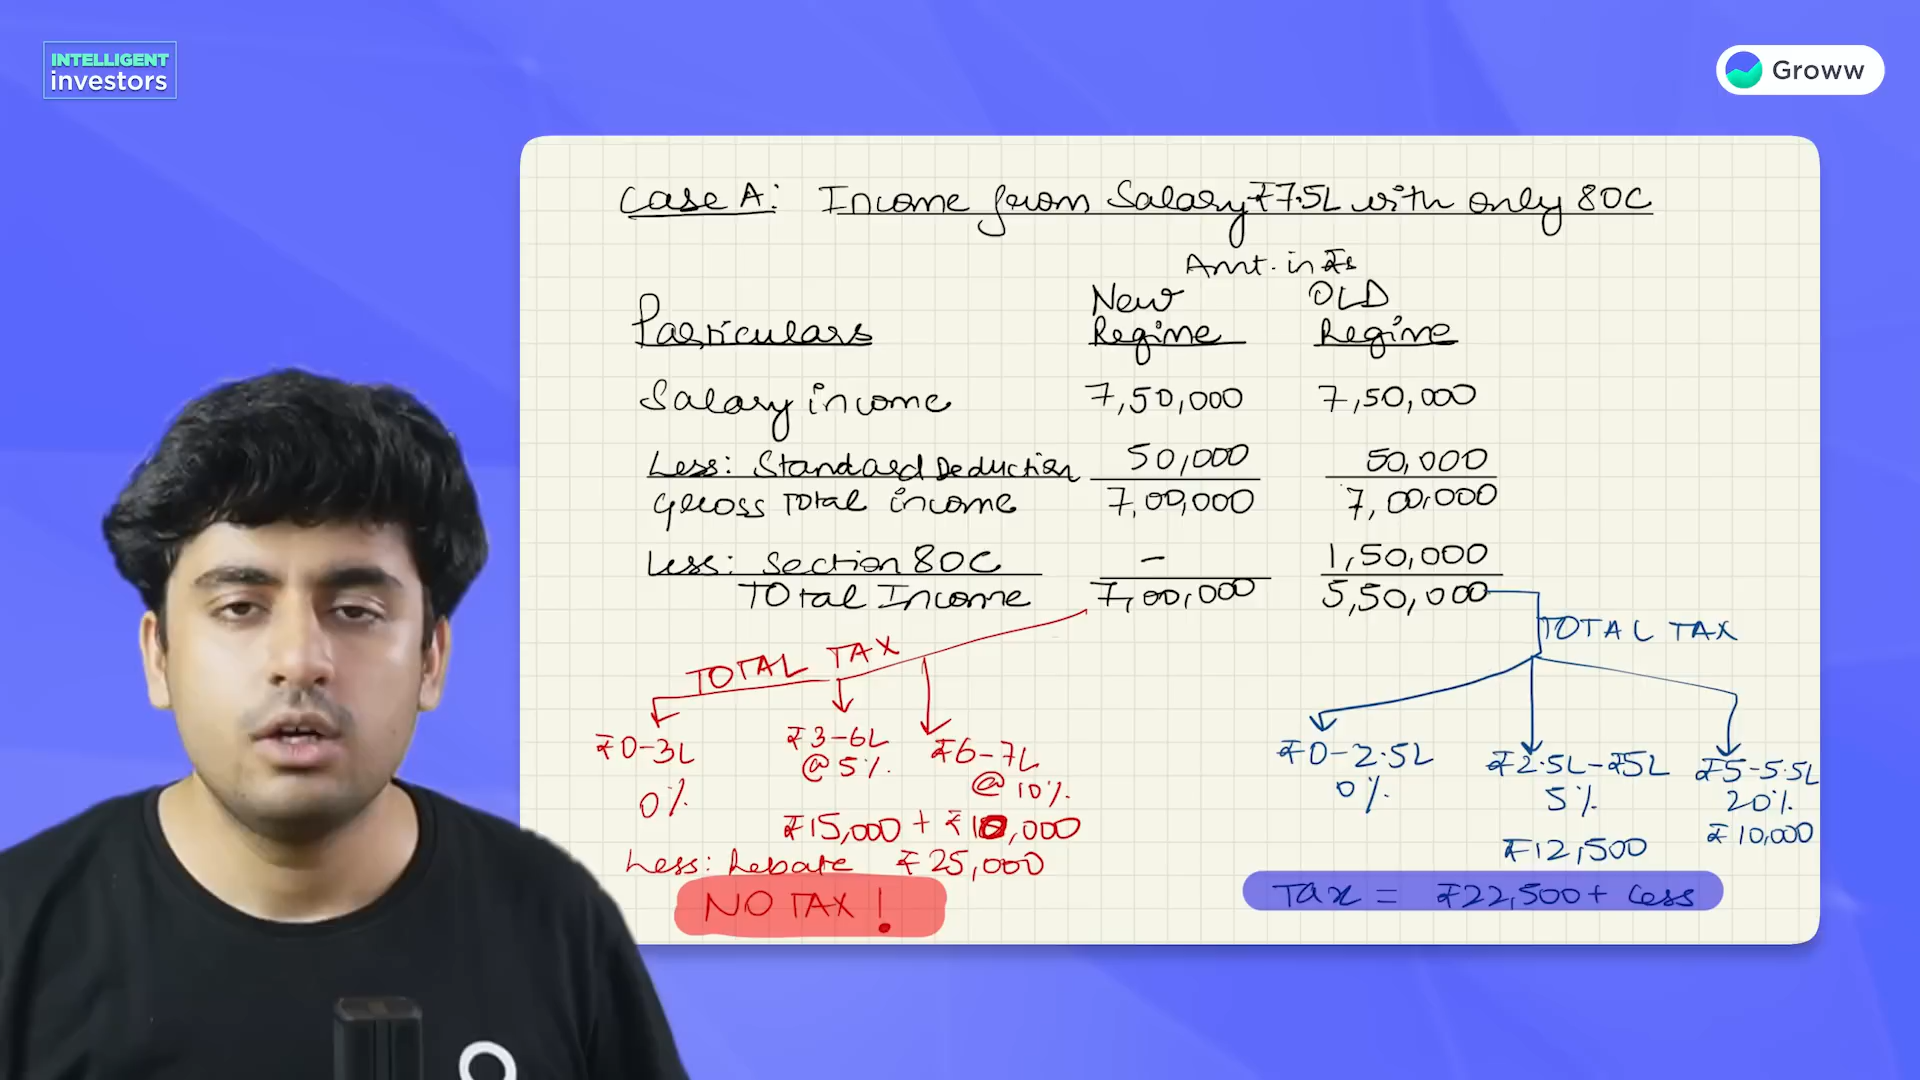 INTELLIGENT
investors
Groww
Case A: Income from Salary ₹7.5L with only 80C
Amt. in ₹s
Particulars New Regime OLD Regime
Salary income 7,50,000 7,50,000
Less: Standard Deduction 50,000 50,000
Gross Total income 7,00,000 7,00,000
Less: Section 80C - 1,50,000
Total Income 7,00,000 5,50,000
TOTAL TAX
₹0-3L
0%
₹3-6L
@5%
₹6-7L
@10%
₹15,000 + ₹10,000
Less: Rebate ₹25,000
NO TAX!
TOTAL TAX
₹0-2.5L
0%
₹2.5L-₹5L
5%
₹12,500
₹5-5.5L
20%
₹10,000
Tax = ₹22,500 + Cess